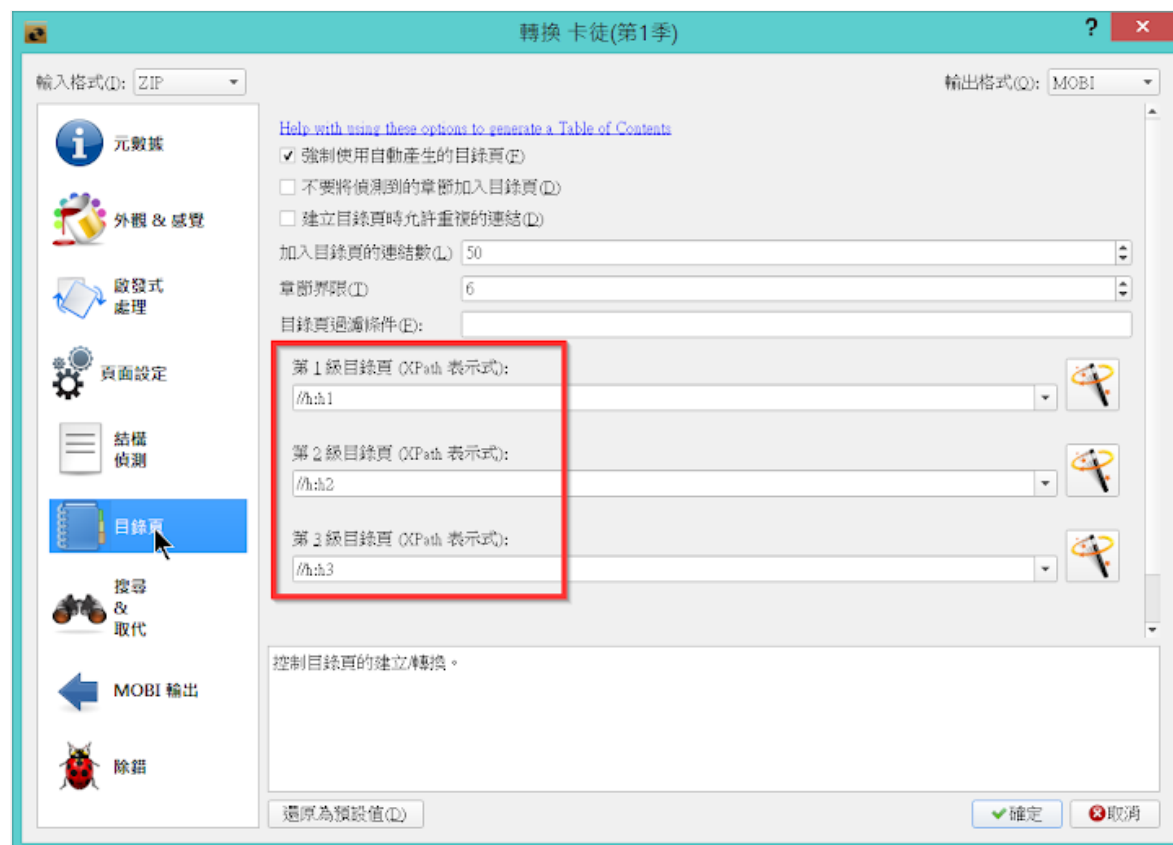 轉換 卡徒(第1季)
?
輸入格式(I): ZIP
輸出格式(O): MOBI
元數據
外觀 & 感覺
啟發式
處理
頁面設定
結構
偵測
目錄頁
搜尋
&
取代
MOBI 輸出
除錯
Help with using these options to generate a Table of Contents
強制使用自動產生的目錄頁(F)
不要將偵測到的章節加入目錄頁(D)
建立目錄頁時允許重複的連結(D)
加入目錄頁的連結數(L) 50
章節界限(T) 6
目錄頁過濾條件(E):
第 1 級目錄頁 (XPath 表示式):
//h:h1
第 2 級目錄頁 (XPath 表示式):
//h:h2
第 3 級目錄頁 (XPath 表示式):
//h:h3
控制目錄頁的建立/轉換。
還原為預設值(D)
確定
取消